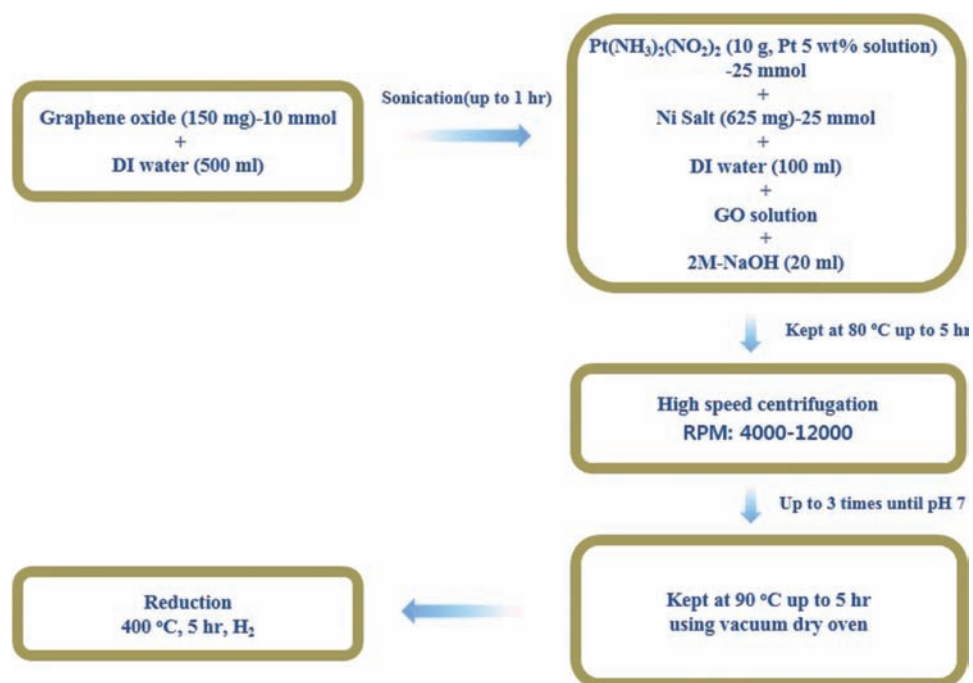 Graphene oxide (150 mg)-10 mmol
+
DI water (500 ml)
Sonication(up to 1 hr)
Pt(NH₃)₂(NO₂)₂ (10 g, Pt 5 wt% solution)
-25 mmol
+
Ni Salt (625 mg)-25 mmol
+
DI water (100 ml)
+
GO solution
+
2M-NaOH (20 ml)
Kept at 80 °C up to 5 hr
High speed centrifugation
RPM: 4000-12000
Up to 3 times until pH 7
Kept at 90 °C up to 5 hr
using vacuum dry oven
Reduction
400 °C, 5 hr, H₂